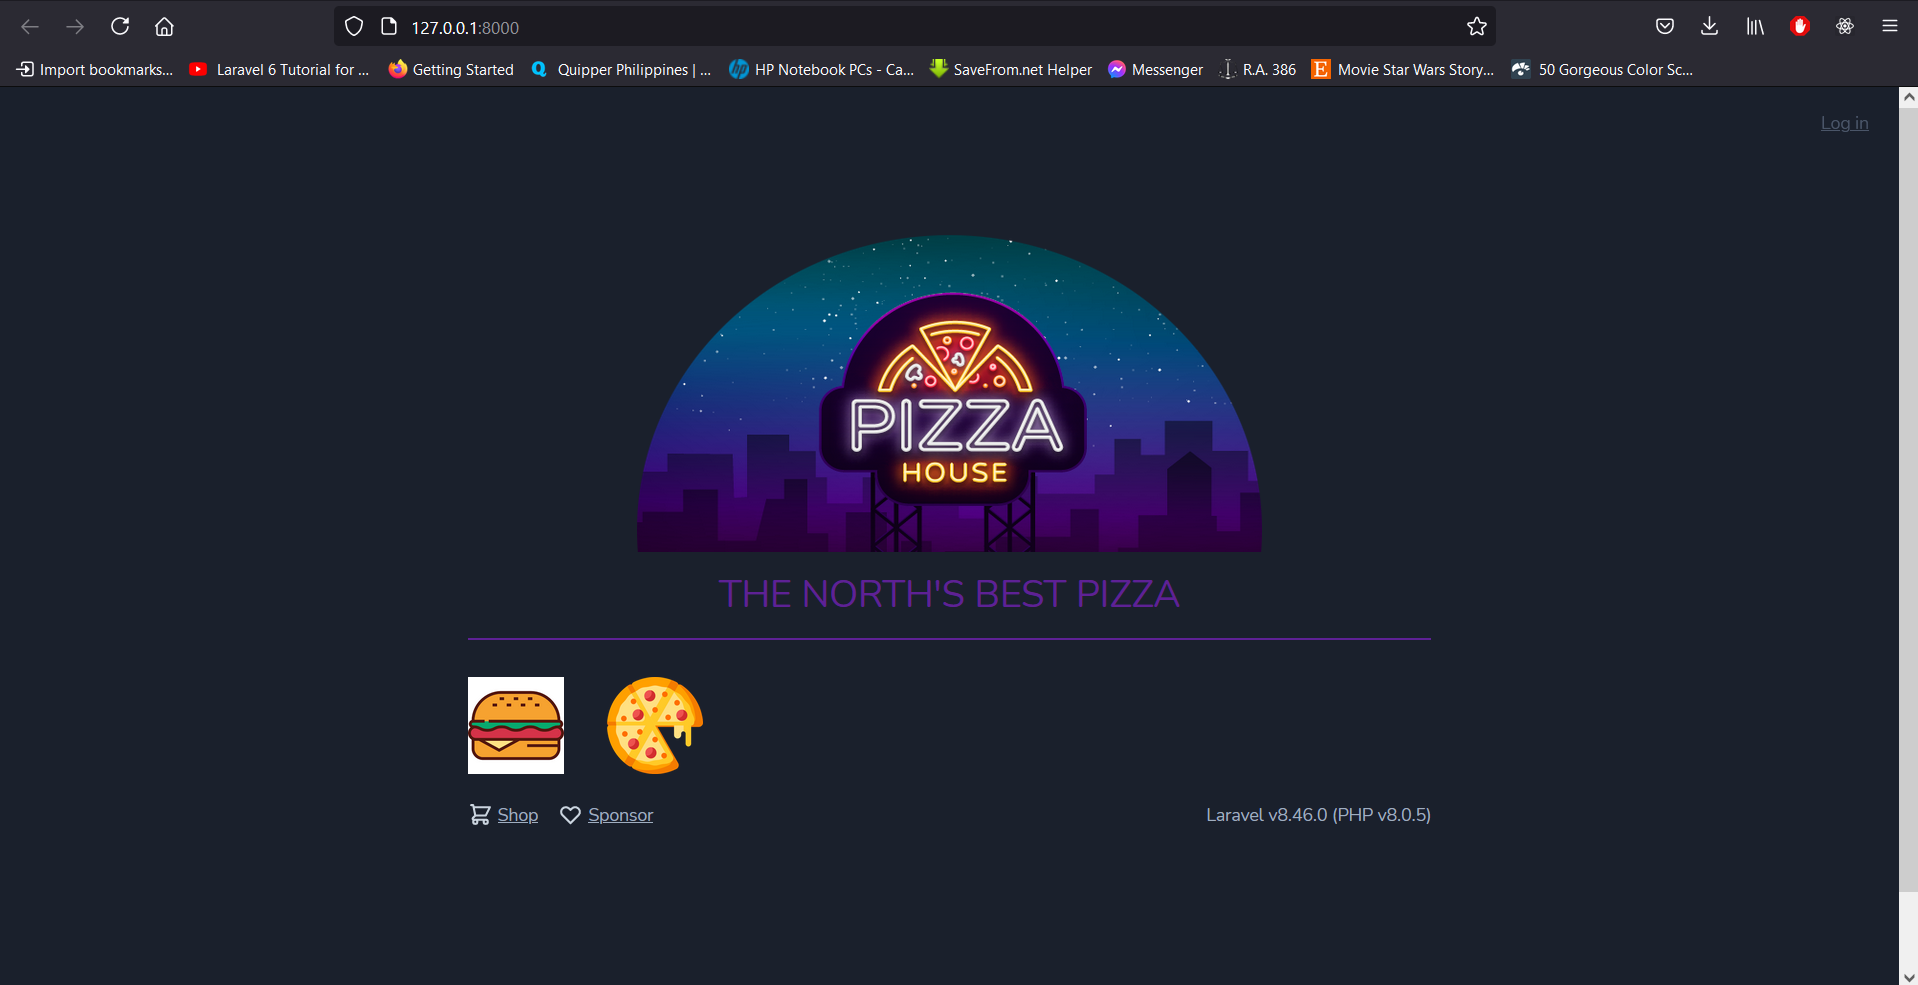 127.0.0.1:8000
Import bookmarks...
Laravel 6 Tutorial for ...
Getting Started
Quipper Philippines | ...
HP Notebook PCs - Ca...
SaveFrom.net Helper
Messenger
R.A. 386
Movie Star Wars Story...
50 Gorgeous Color Sc...
Log in
PIZZA
HOUSE
THE NORTH'S BEST PIZZA
Shop
Sponsor
Laravel v8.46.0 (PHP v8.0.5)